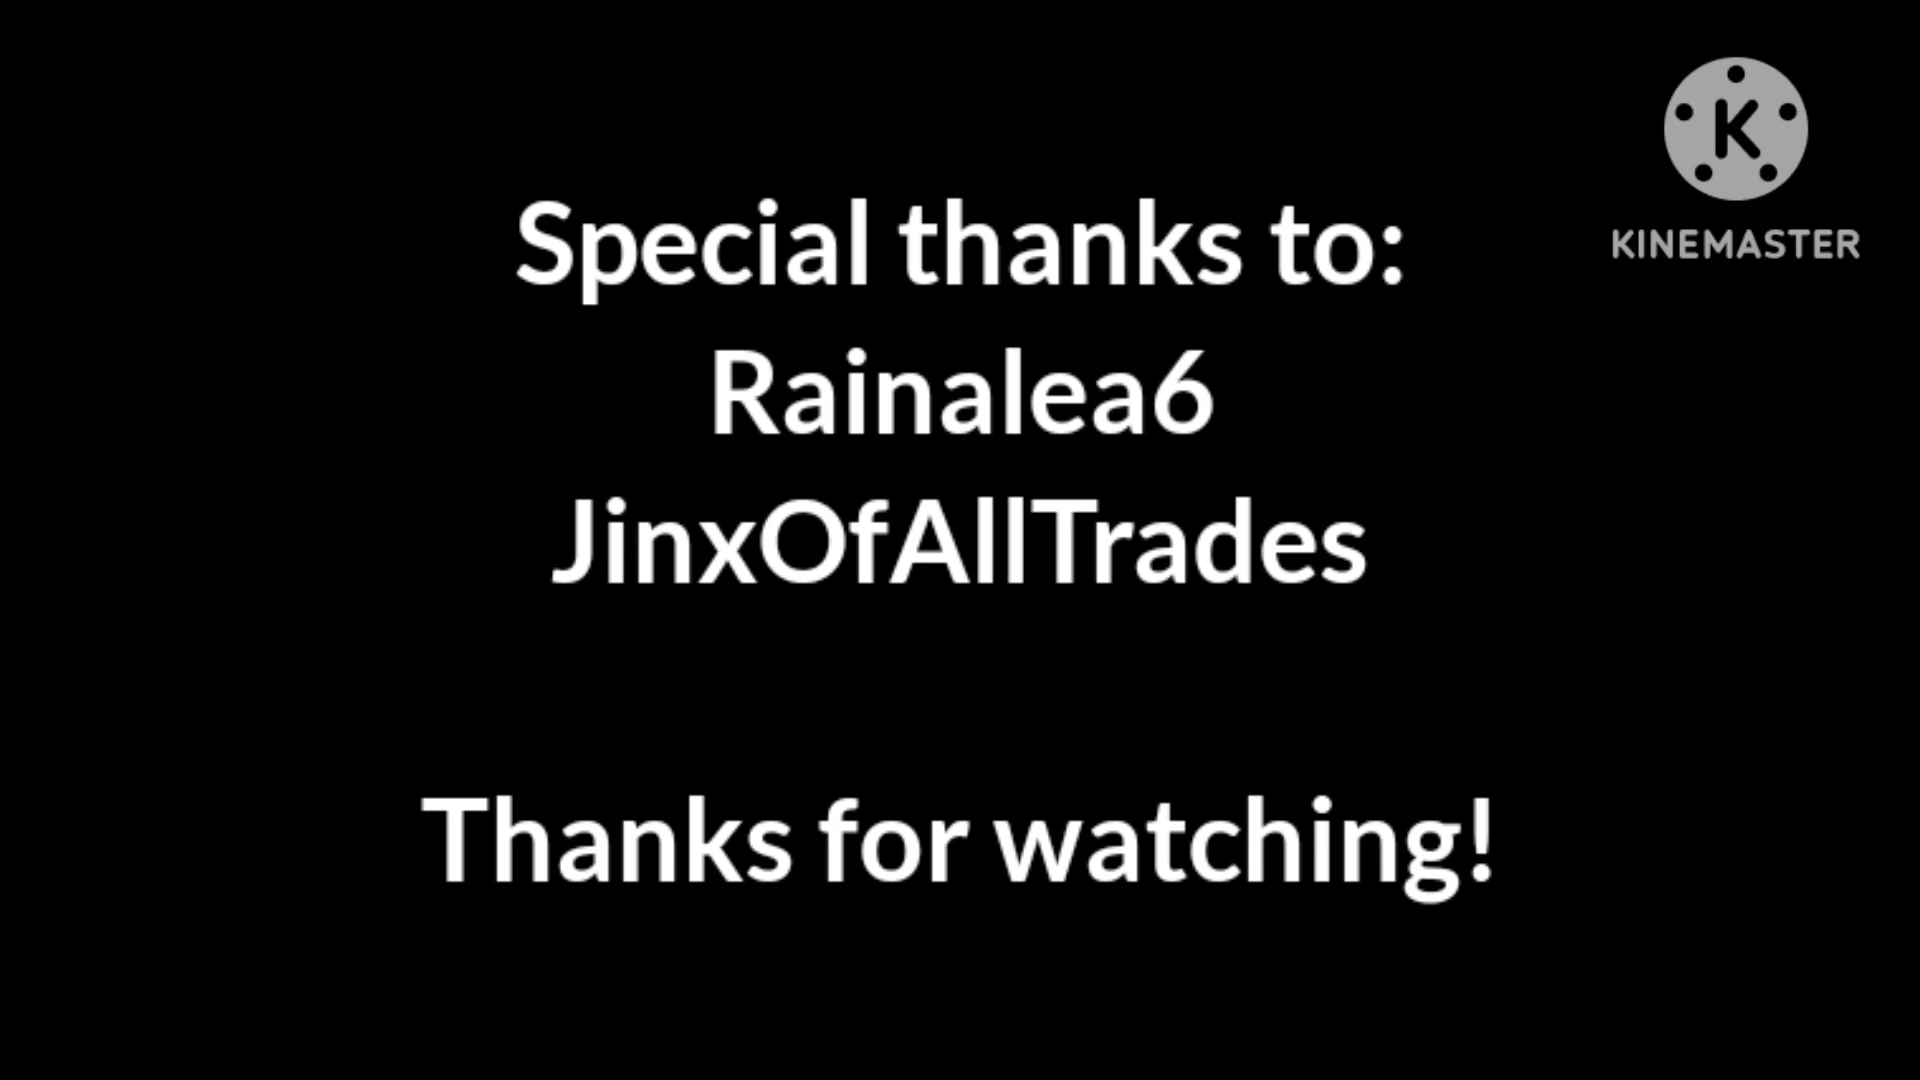 K
KINEMASTER
Special thanks to:
Rainalea6
JinxOfAllTrades
Thanks for watching!